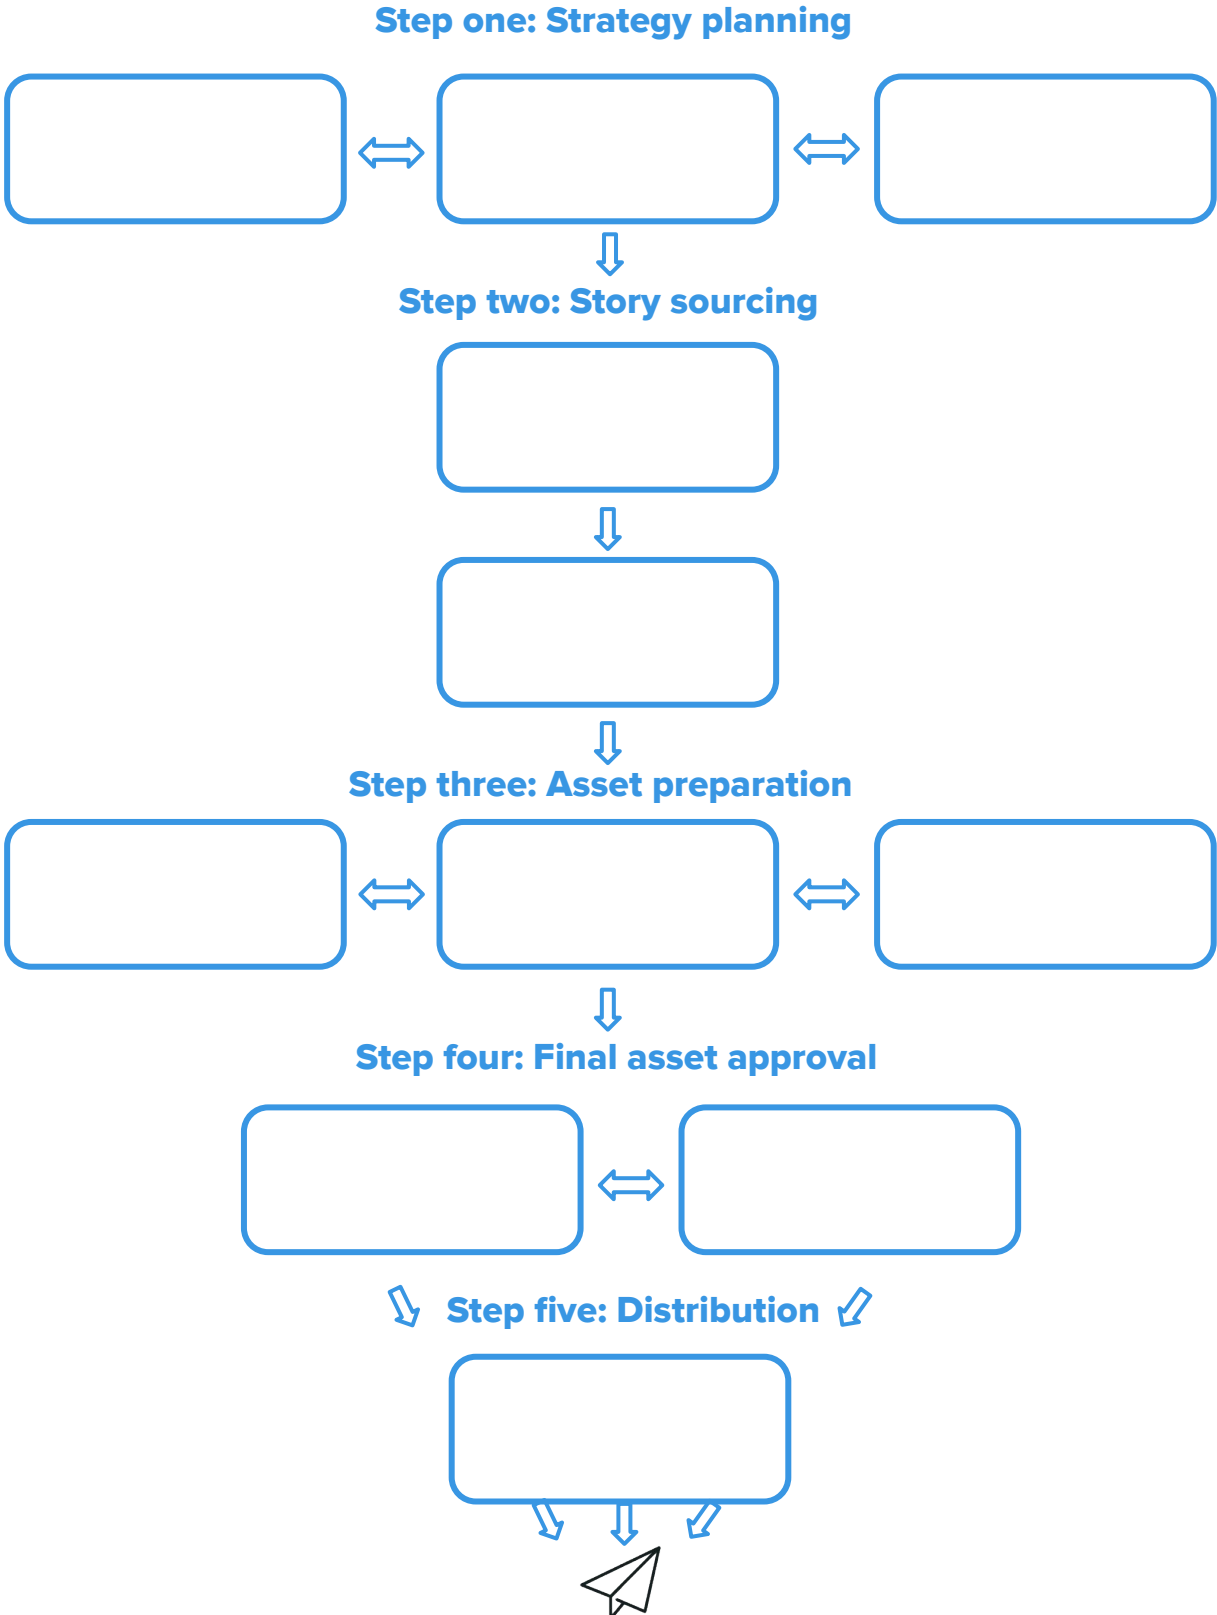 Step one: Strategy planning
Step two: Story sourcing
Step three: Asset preparation
Step four: Final asset approval
Step five: Distribution